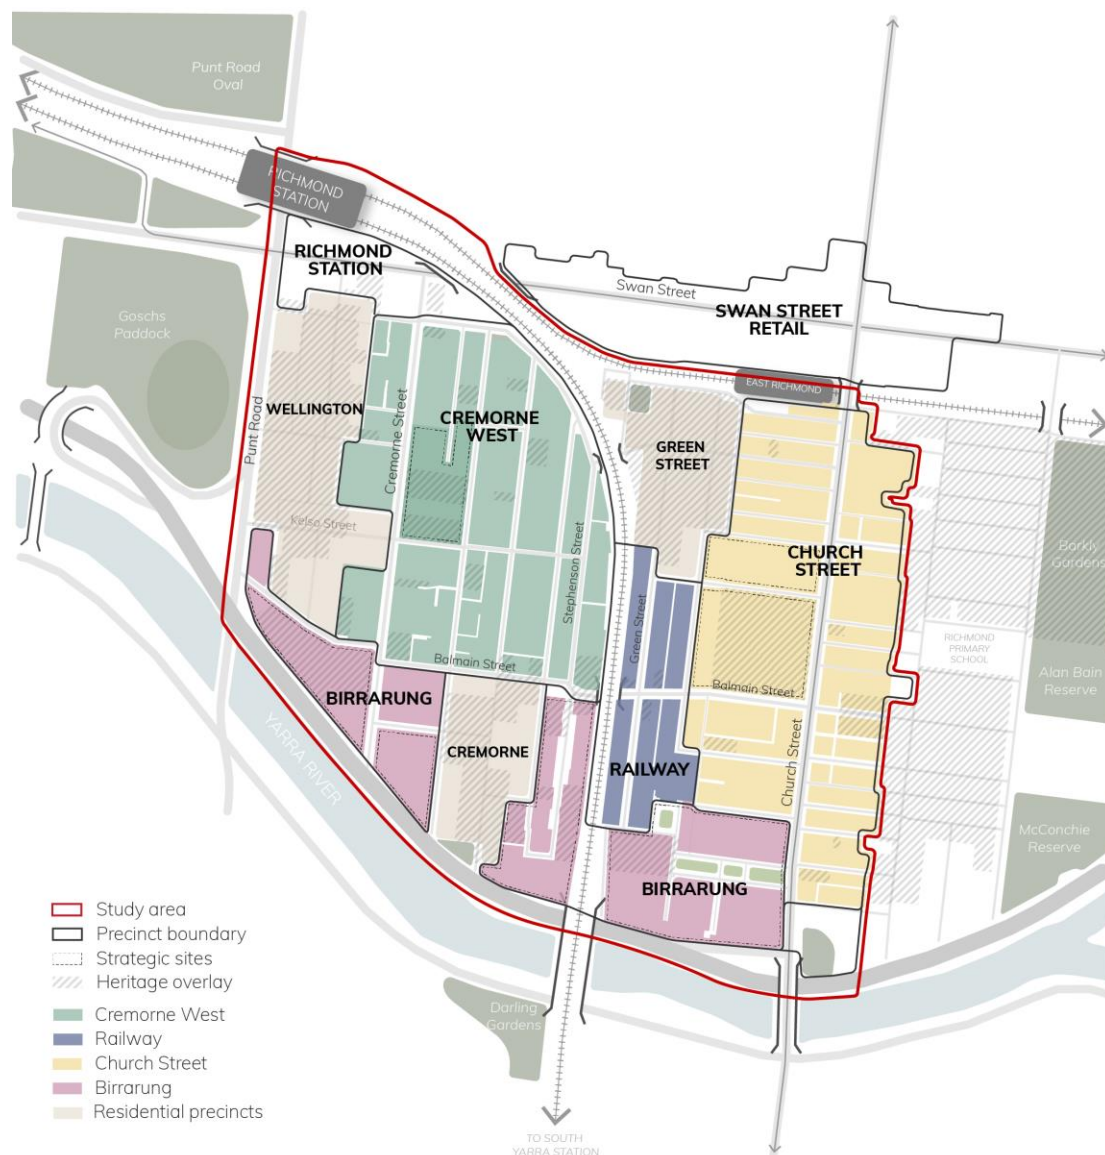 Punt Road
Oval
RICHMOND
STATION
RICHMOND
STATION
Swan Street
SWAN STREET
RETAIL
Goschs
Paddock
EAST RICHMOND
WELLINGTON
Punt Road
Cremorne Street
CREMORNE
WEST
GREEN
STREET
Kelso Street
Stephenson Street
CHURCH
STREET
Barkly
Gardens
Green Street
RICHMOND
PRIMARY
SCHOOL
Balmain Street
Balmain Street
Alan Bain
Reserve
BIRRARUNG
YARRA RIVER
CREMORNE
RAILWAY
Church Street
McConchie
Reserve
BIRRARUNG
Darling
Gardens
TO SOUTH
YARRA STATION
Study area
Precinct boundary
Strategic sites
Heritage overlay
Cremorne West
Railway
Church Street
Birrarung
Residential precincts